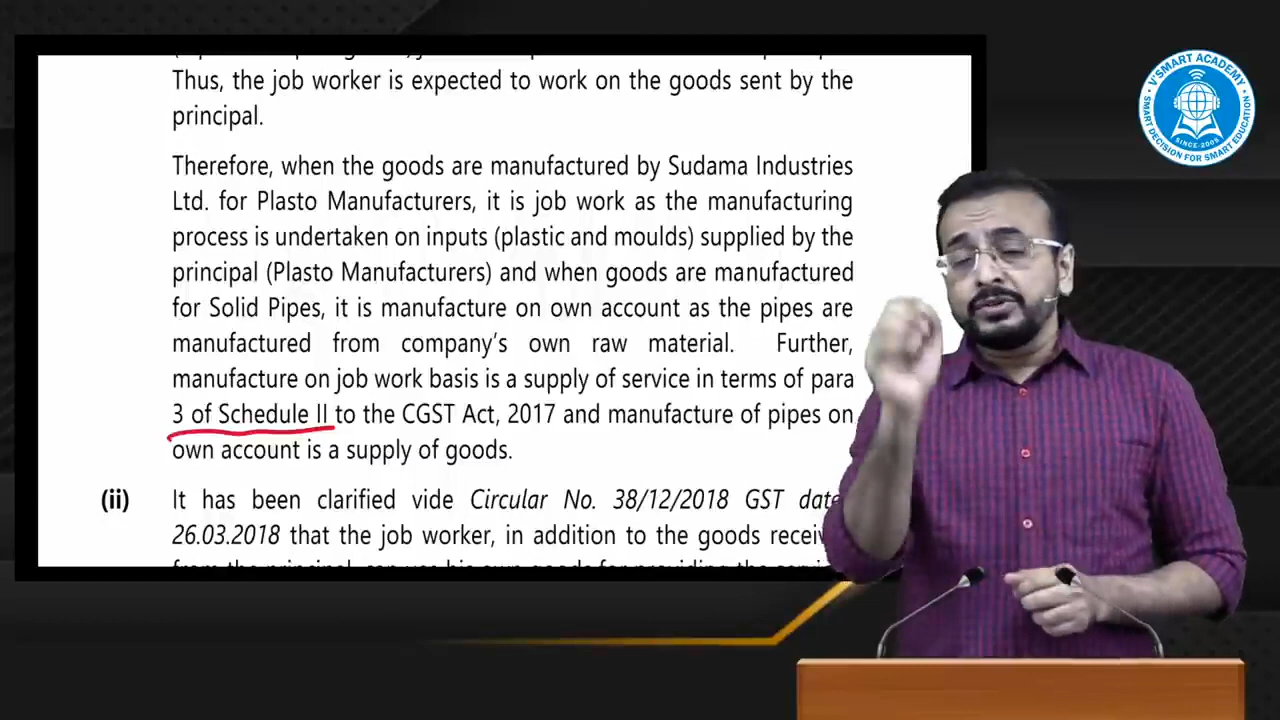 Thus, the job worker is expected to work on the goods sent by the
principal.
Therefore, when the goods are manufactured by Sudama Industries
Ltd. for Plasto Manufacturers, it is job work as the manufacturing
process is undertaken on inputs (plastic and moulds) supplied by the
principal (Plasto Manufacturers) and when goods are manufactured
for Solid Pipes, it is manufacture on own account as the pipes are
manufactured from company's own raw material. Further,
manufacture on job work basis is a supply of service in terms of para
3 of Schedule II to the CGST Act, 2017 and manufacture of pipes on
own account is a supply of goods.
(ii) It has been clarified vide Circular No. 38/12/2018 GST
26.03.2018 that the job worker, in addition to the goods
V'SMART ACADEMY
SMART DECISION FOR SMART EDUCATION
SINCE-2005